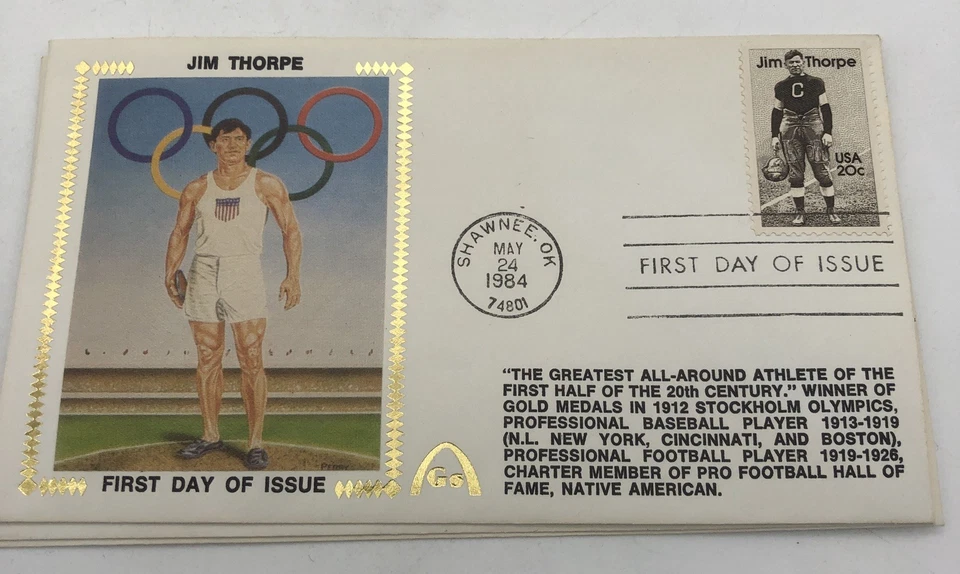 JIM THORPE
FIRST DAY OF ISSUE
GS
SHAWNEE, OK
MAY
24
1984
74801
Jim Thorpe
C
USA
20c
FIRST DAY OF ISSUE
"THE GREATEST ALL-AROUND ATHLETE OF THE
FIRST HALF OF THE 20th CENTURY." WINNER OF
GOLD MEDALS IN 1912 STOCKHOLM OLYMPICS,
PROFESSIONAL BASEBALL PLAYER 1913-1919
(N.L. NEW YORK, CINCINNATI, AND BOSTON),
PROFESSIONAL FOOTBALL PLAYER 1919-1926,
CHARTER MEMBER OF PRO FOOTBALL HALL OF
FAME, NATIVE AMERICAN.